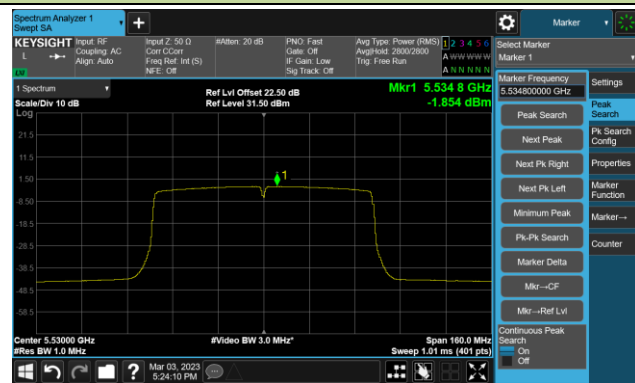 Spectrum Analyzer 1
Swept SA
+
Marker
KEYSIGHT
L
LV
Input: RF
Coupling: AC
Align: Auto
Input Z: 50 Ω
Corr CCorr
Freq Ref: Int (S)
NFE: Off
#Atten: 20 dB
PNO: Fast
Gate: Off
IF Gain: Low
Sig Track: Off
Avg Type: Power (RMS)
Avg|Hold: 2800/2800
Trig: Free Run
1 2 3 4 5 6
A W W W W W
A N N N N N
Select Marker
Marker 1
1 Spectrum
Scale/Div 10 dB
Log
Ref Lvl Offset 22.50 dB
Ref Level 31.50 dBm
Mkr1 5.534 8 GHz
-1.854 dBm
21.5
11.5
1.50
-8.50
-18.5
-28.5
-38.5
-48.5
-58.5
1
Center 5.53000 GHz
#Res BW 1.0 MHz
#Video BW 3.0 MHz*
Span 160.0 MHz
Sweep 1.01 ms (401 pts)
Marker Frequency
5.534800000 GHz
Peak Search
Next Peak
Next Pk Right
Next Pk Left
Minimum Peak
Pk-Pk Search
Marker Delta
Mkr→CF
Mkr→Ref Lvl
Continuous Peak
Search
On
Off
Settings
Peak
Search
Pk Search
Config
Properties
Marker
Function
Marker→
Counter
?
Mar 03, 2023
5:24:10 PM